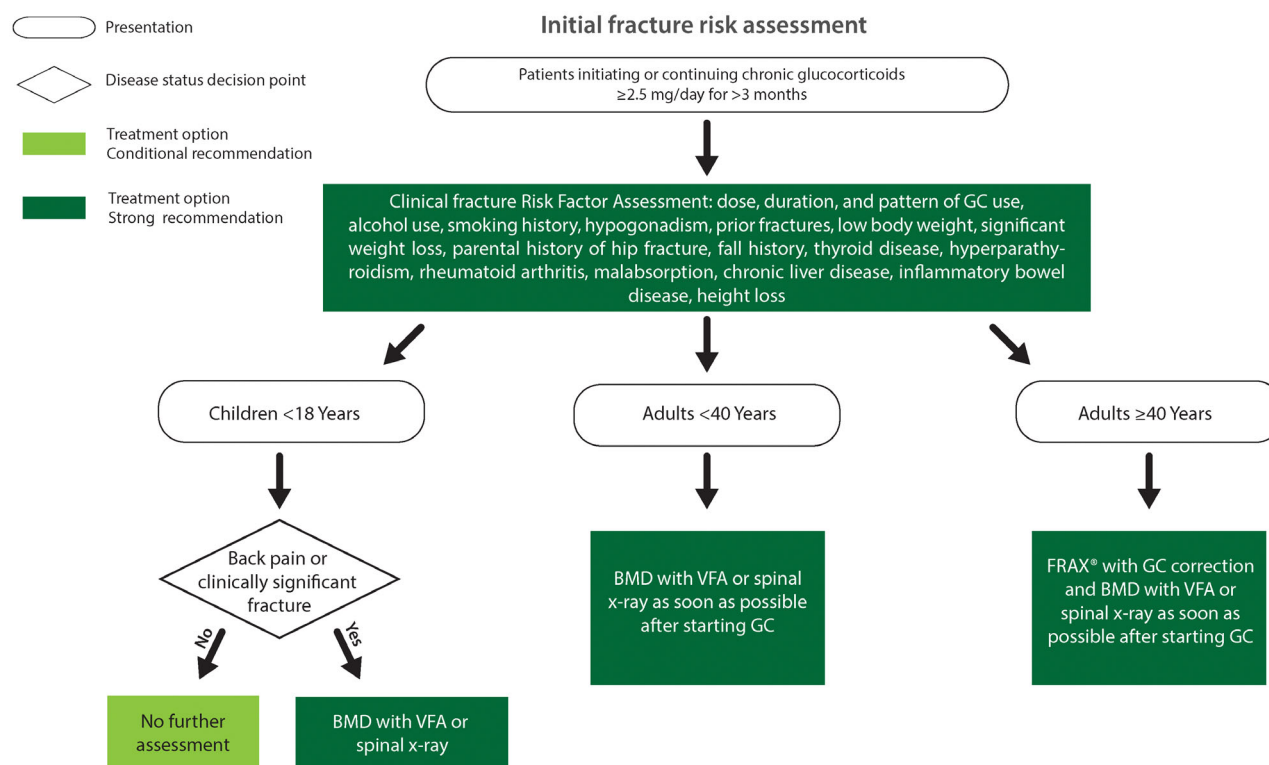 Presentation
Disease status decision point
Treatment option
Conditional recommendation
Treatment option
Strong recommendation
Initial fracture risk assessment
Patients initiating or continuing chronic glucocorticoids
≥2.5 mg/day for >3 months
Clinical fracture Risk Factor Assessment: dose, duration, and pattern of GC use,
alcohol use, smoking history, hypogonadism, prior fractures, low body weight, significant
weight loss, parental history of hip fracture, fall history, thyroid disease, hyperparathy-
roidism, rheumatoid arthritis, malabsorption, chronic liver disease, inflammatory bowel
disease, height loss
Children <18 Years
Adults <40 Years
Adults ≥40 Years
Back pain or
clinically significant
fracture
No
Yes
No further
assessment
BMD with VFA or
spinal x-ray
BMD with VFA or spinal
x-ray as soon as possible
after starting GC
FRAX® with GC correction
and BMD with VFA or
spinal x-ray as soon as
possible after starting GC